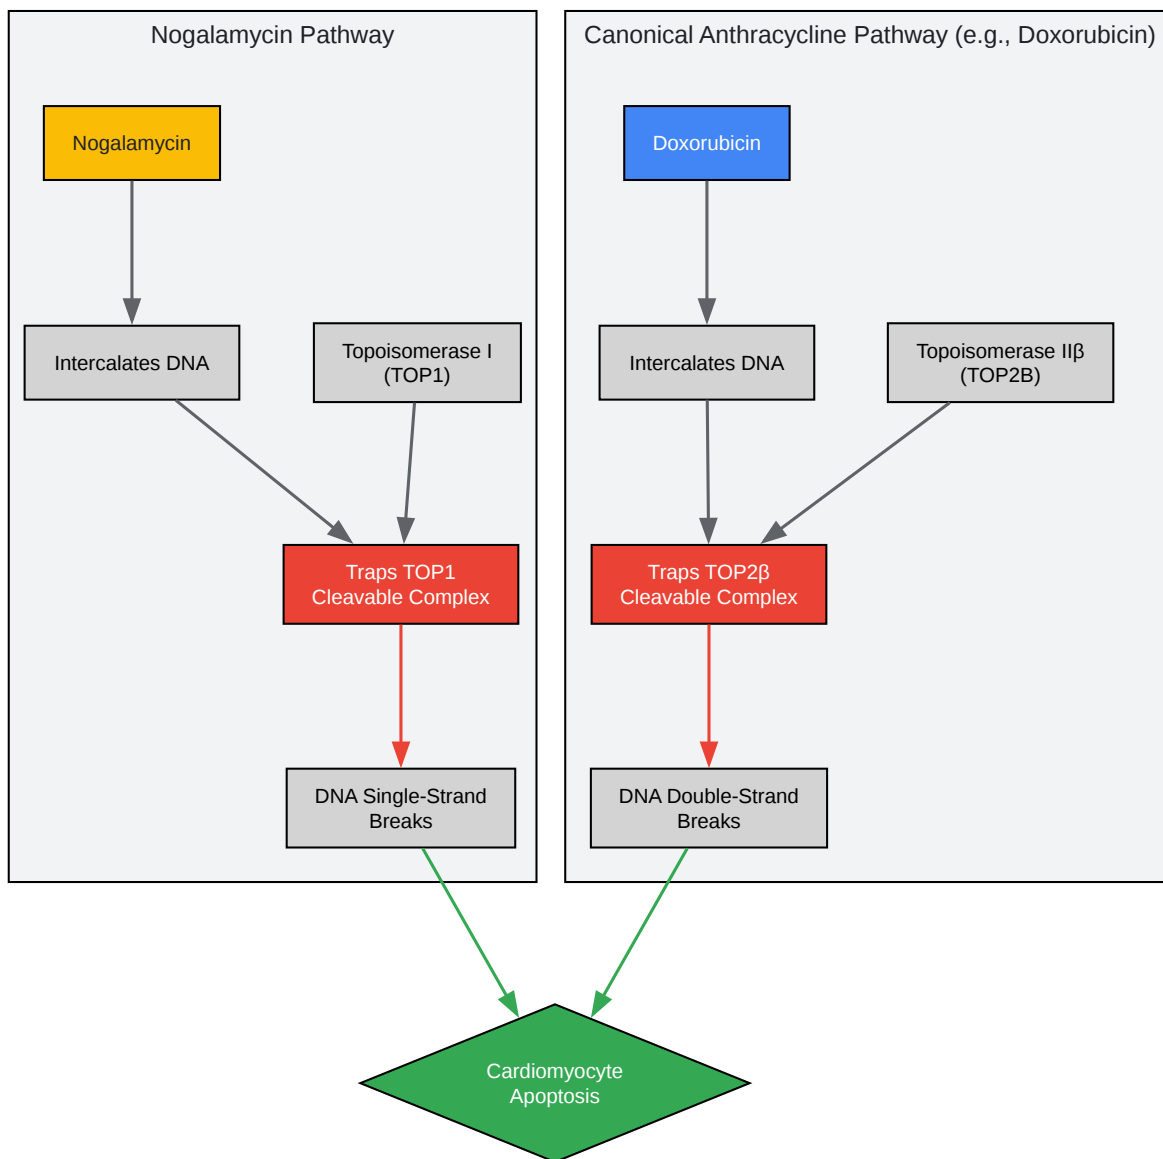 Nogalamycin Pathway
Canonical Anthracycline Pathway (e.g., Doxorubicin)
Nogalamycin
Doxorubicin
Intercalates DNA
Topoisomerase I
(TOP1)
Intercalates DNA
Topoisomerase IIβ
(TOP2B)
Traps TOP1
Cleavable Complex
Traps TOP2β
Cleavable Complex
DNA Single-Strand
Breaks
DNA Double-Strand
Breaks
Cardiomyocyte
Apoptosis